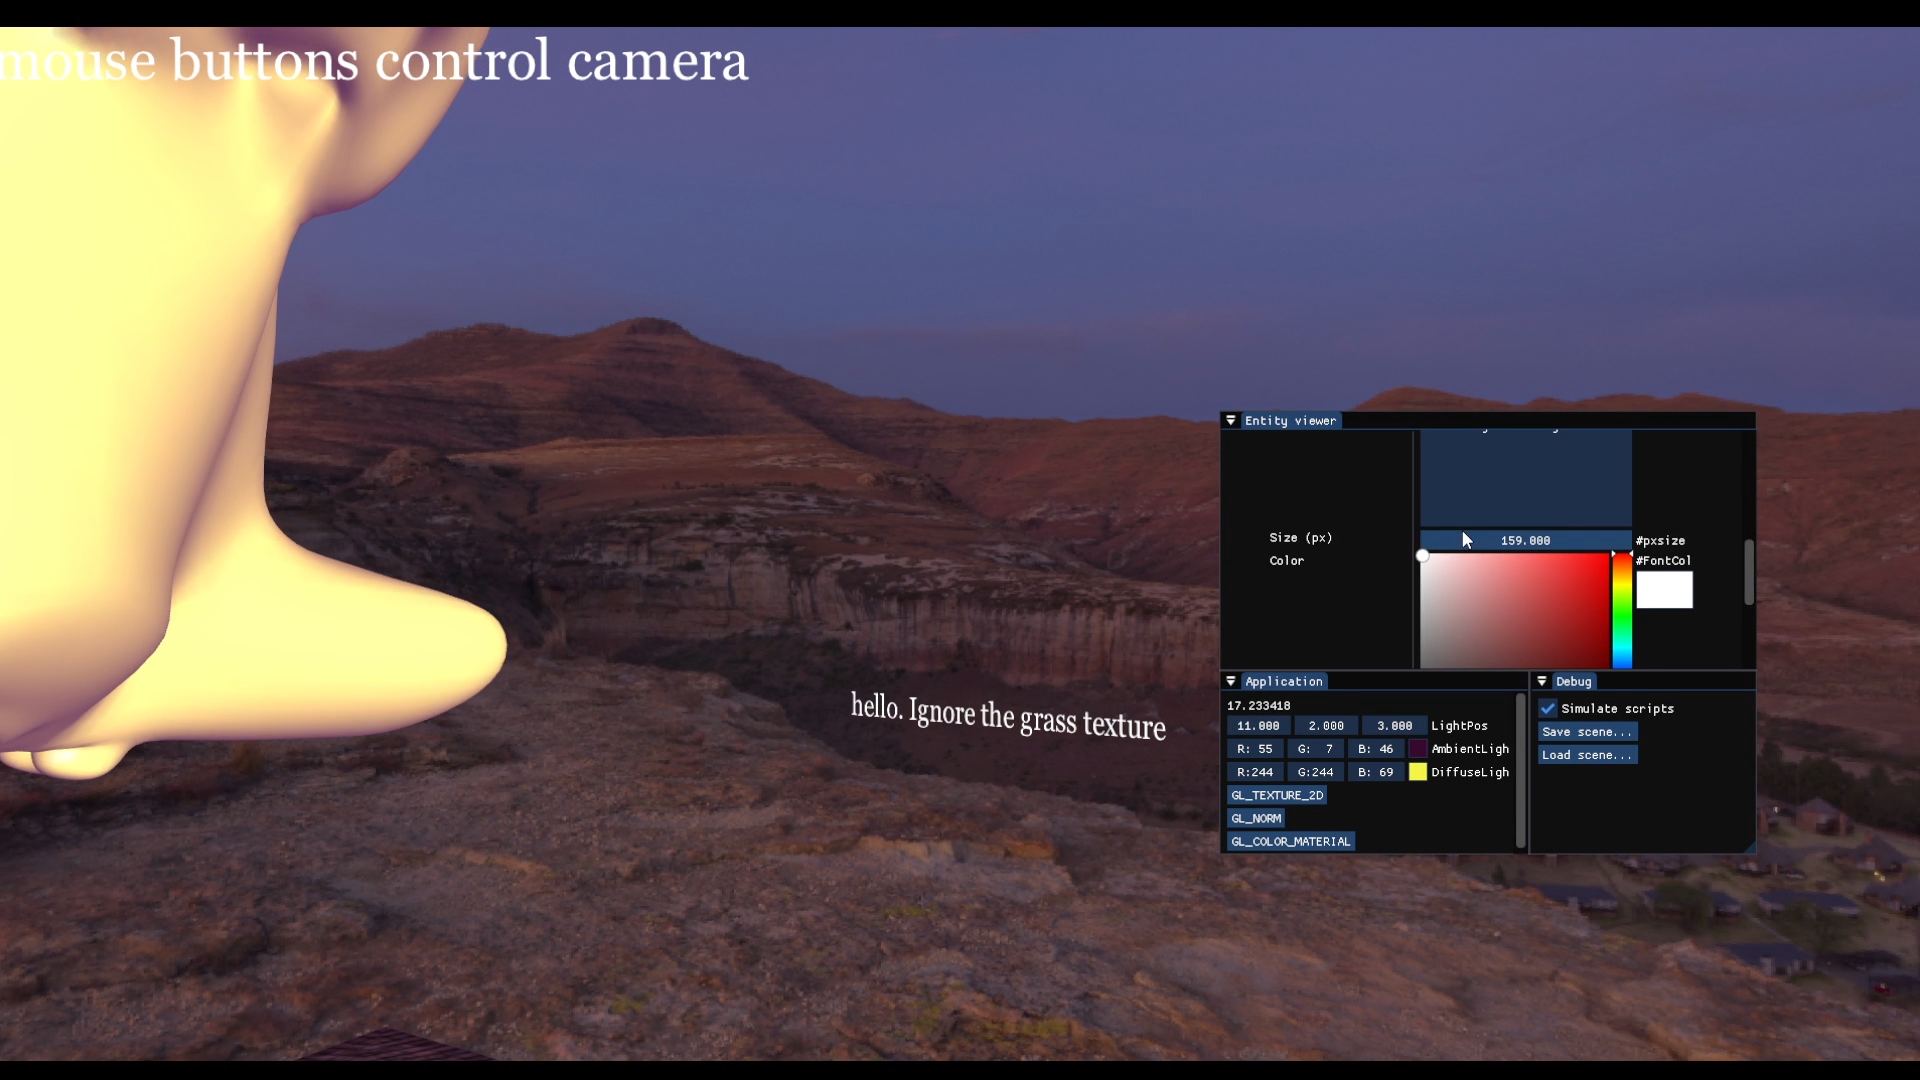 mouse buttons control camera
Entity viewer
Size (px)
159.000
#pxsize
Color
#FontCol
hello. Ignore the grass texture
Application
Debug
17.233418
Simulate scripts
11.000 2.000 3.000 LightPos
Save scene...
R: 55 G: 7 B: 46 AmbientLigh
Load scene...
R:244 G:244 B: 69 DiffuseLigh
GL_TEXTURE_2D
GL_NORM
GL_COLOR_MATERIAL